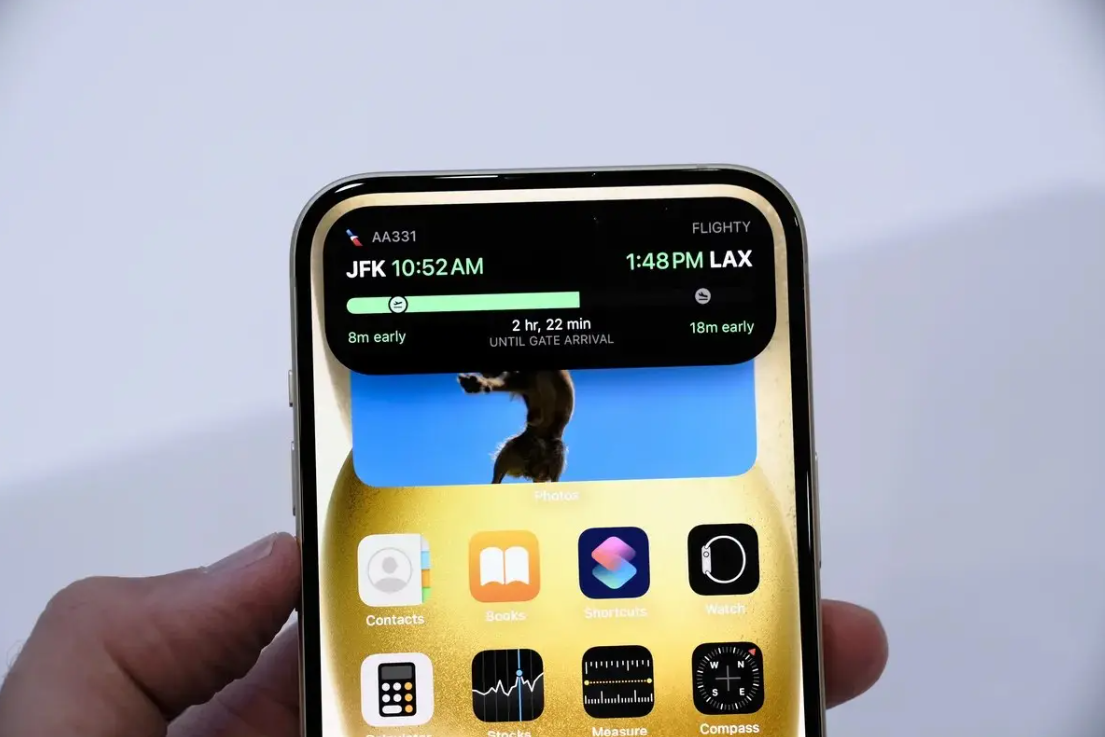 AA331 FLIGHTY
JFK 10:52 AM 1:48 PM LAX
8m early 2 hr, 22 min 18m early
UNTIL GATE ARRIVAL
Photos
Contacts Books Shortcuts Watch
W N
S E
Calculator Stocks Measure Compass